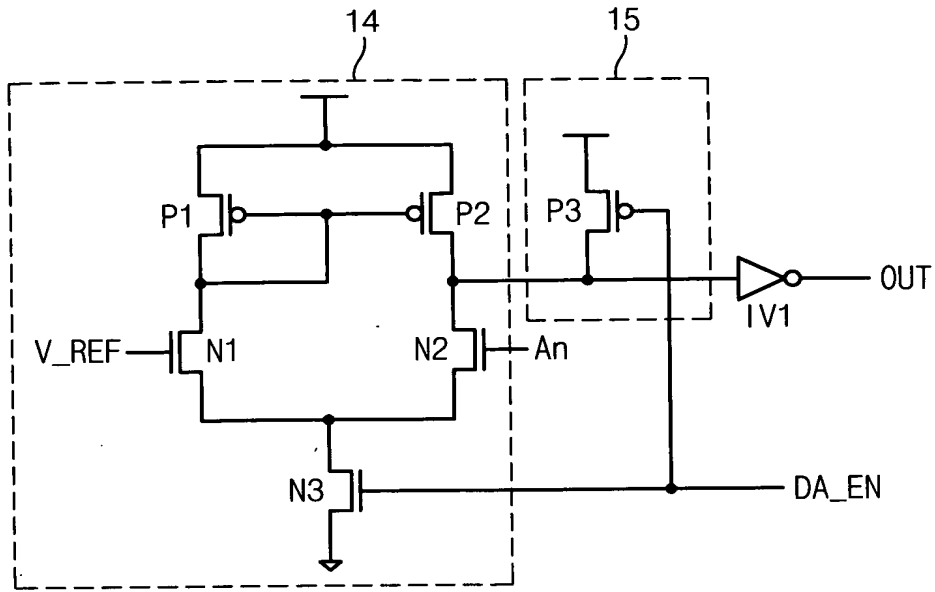 14
15
P1
P2
P3
OUT
IV1
V_REF
N1
N2
An
N3
DA_EN